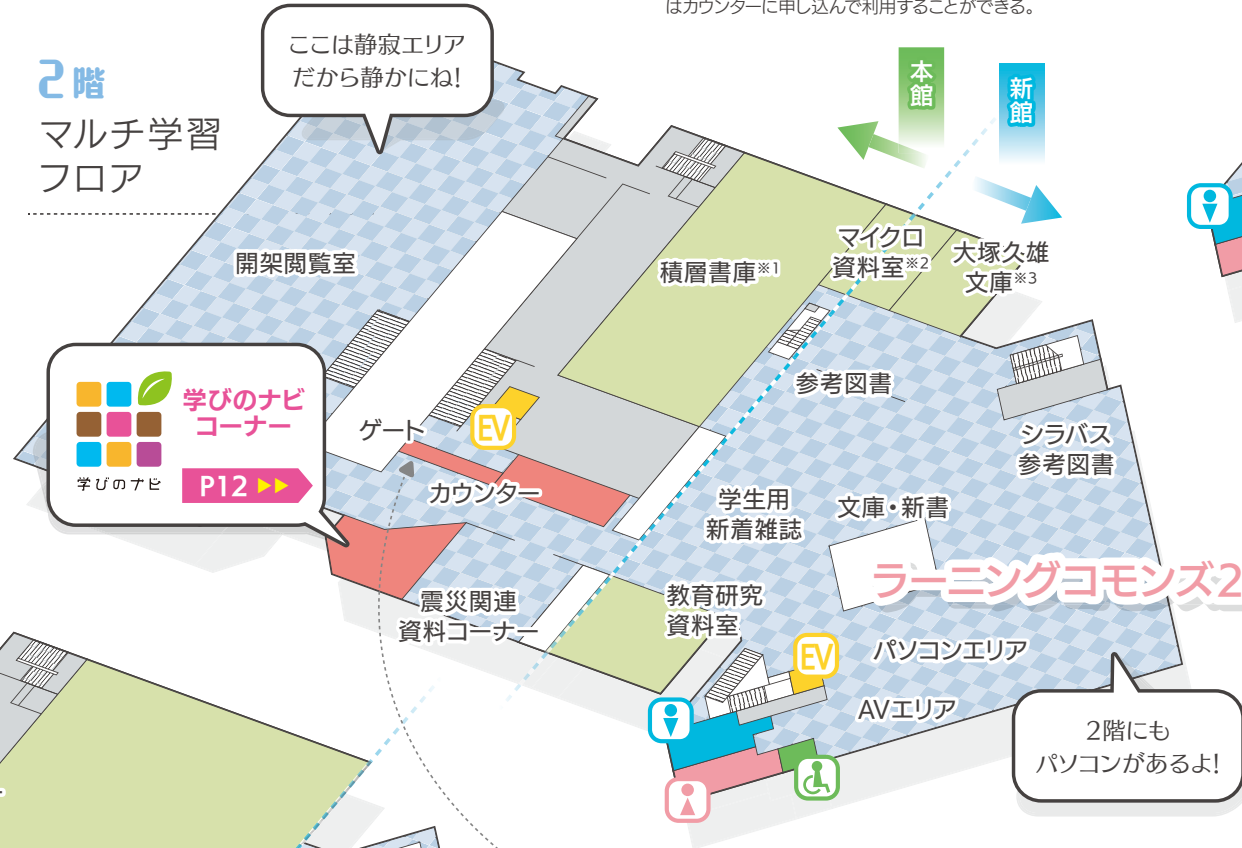 はカウンターに申し込んで利用することができる。
2階
マルチ学習
フロア
ここは静寂エリア
だから静かにね!
本館
新館
開架閲覧室
積層書庫※1
マイクロ
資料室※2
大塚久雄
文庫※3
学びのナビ
学びのナビ
コーナー
P12
ゲート
EV
カウンター
参考図書
シラバス
参考図書
学生用
新着雑誌
文庫・新書
ラーニングコモンズ2
震災関連
資料コーナー
教育研究
資料室
EV
パソコンエリア
AVエリア
2階にも
パソコンがあるよ!